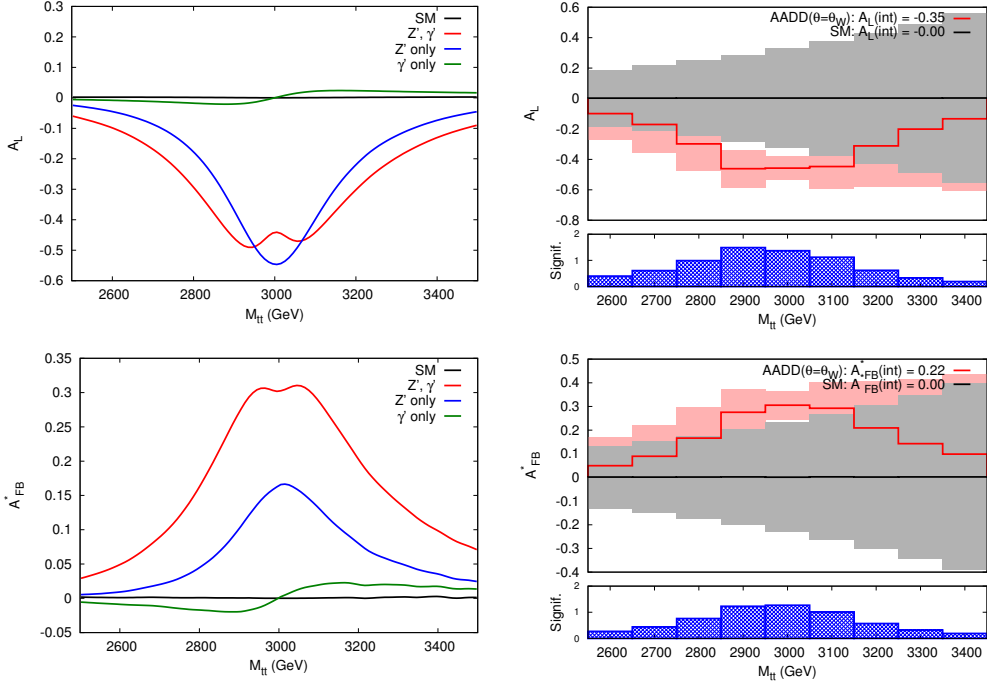 0.3
0.2
0.1
0
-0.1
-0.2
-0.3
-0.4
-0.5
-0.6
A_L
2600 2800 3000 3200 3400
M_tt (GeV)
SM
Z', γ'
Z' only
γ' only
0.6
0.4
0.2
0
-0.2
-0.4
-0.6
-0.8
A_L
AADD(θ=θ_W): A_L(int) = -0.35
SM: A_L(int) = -0.00
2
1
0
Signif.
2600 2700 2800 2900 3000 3100 3200 3300 3400
M_tt (GeV)
0.35
0.3
0.25
0.2
0.15
0.1
0.05
0
-0.05
A*_FB
2600 2800 3000 3200 3400
M_tt (GeV)
SM
Z', γ'
Z' only
γ' only
0.5
0.4
0.3
0.2
0.1
0
-0.1
-0.2
-0.3
-0.4
A*_FB
AADD(θ=θ_W): A*_FB(int) = 0.22
SM: A*_FB(int) = 0.00
2
1
0
Signif.
2600 2700 2800 2900 3000 3100 3200 3300 3400
M_tt (GeV)